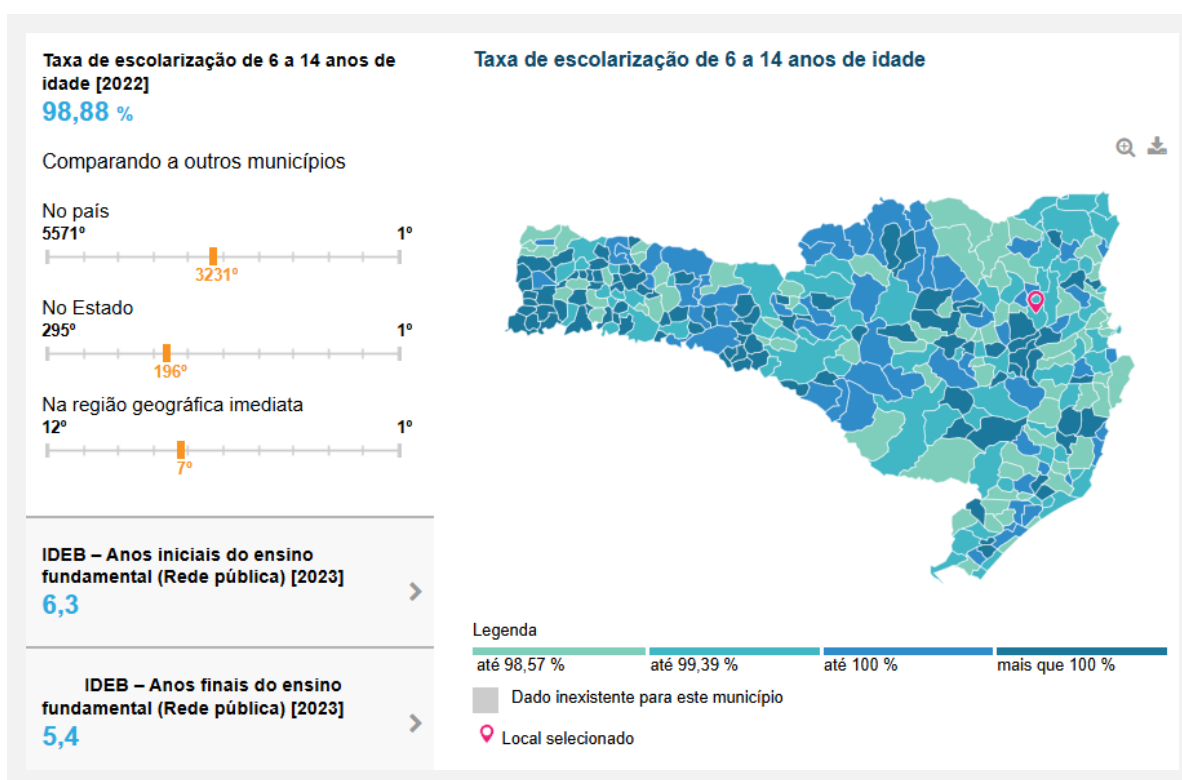 Taxa de escolarização de 6 a 14 anos de
idade [2022]
98,88 %
Comparando a outros municípios
No país
5571º 1º
3231º
No Estado
295º 1º
196º
Na região geográfica imediata
12º 1º
7º
IDEB – Anos iniciais do ensino
fundamental (Rede pública) [2023]
6,3
IDEB – Anos finais do ensino
fundamental (Rede pública) [2023]
5,4
Taxa de escolarização de 6 a 14 anos de idade
Legenda
até 98,57 % até 99,39 % até 100 % mais que 100 %
Dado inexistente para este município
Local selecionado